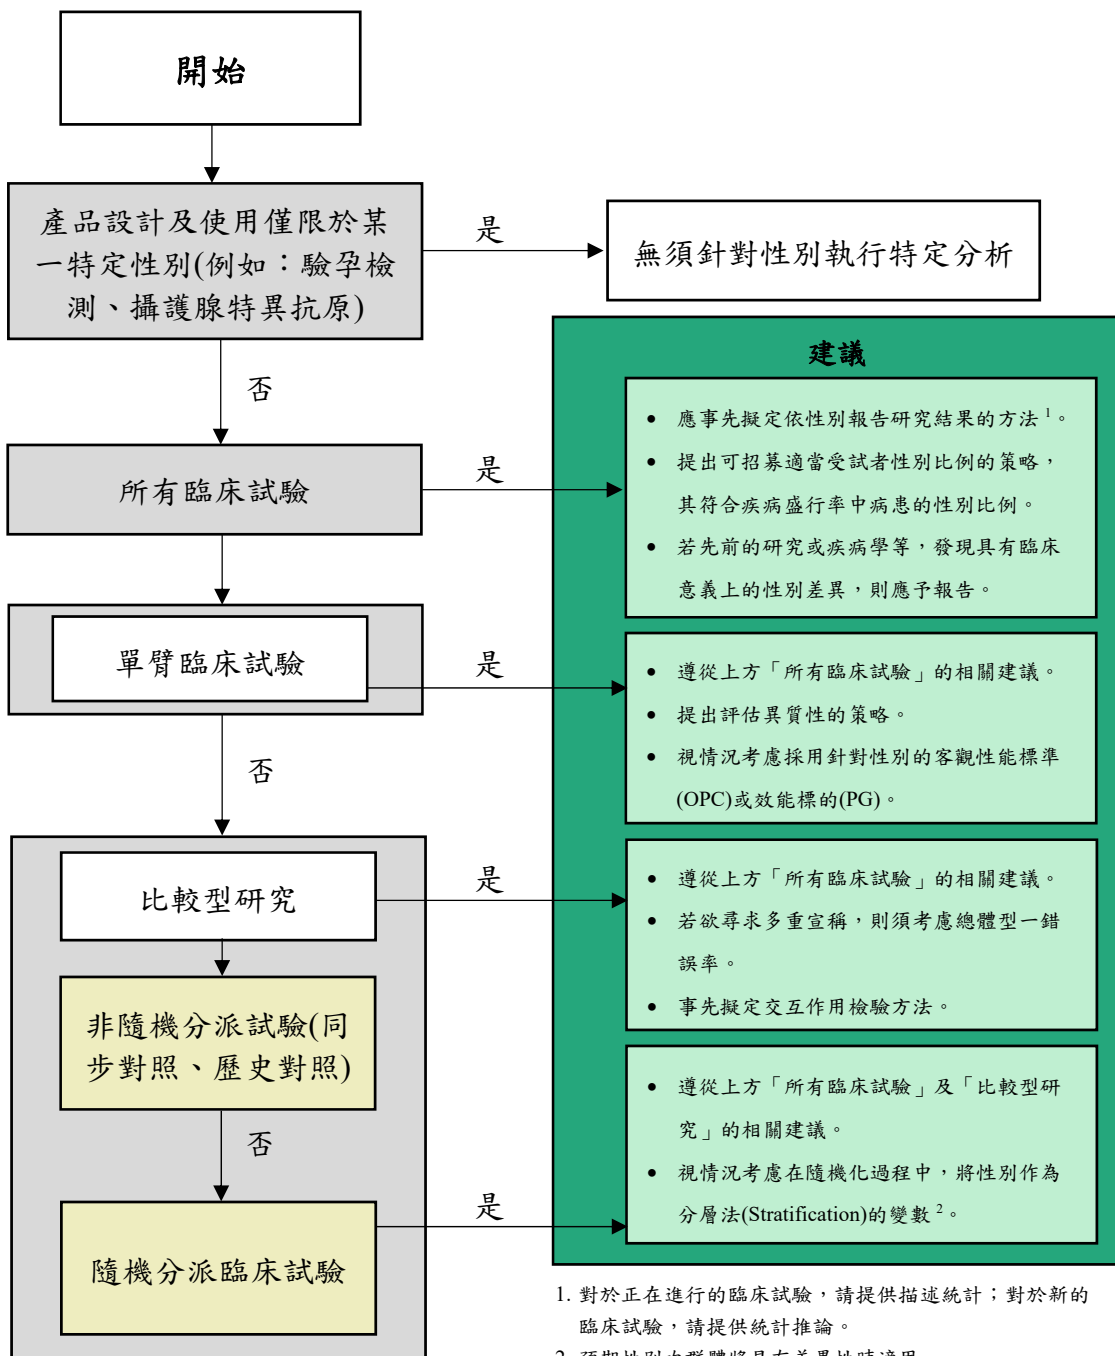 開始
產品設計及使用僅限於某
一特定性別(例如：驗孕檢
測、攝護腺特異抗原)
是
無須針對性別執行特定分析
否
所有臨床試驗
是
單臂臨床試驗
是
否
比較型研究
是
非隨機分派試驗(同
步對照、歷史對照)
否
隨機分派臨床試驗
是
建議
• 應事先擬定依性別報告研究結果的方法1。
• 提出可招募適當受試者性別比例的策略，
其符合疾病盛行率中病患的性別比例。
• 若先前的研究或疾病學等，發現具有臨床
意義上的性別差異，則應予報告。
• 遵從上方「所有臨床試驗」的相關建議。
• 提出評估異質性的策略。
• 視情況考慮採用針對性別的客觀性能標準
(OPC)或效能標的(PG)。
• 遵從上方「所有臨床試驗」的相關建議。
• 若欲尋求多重宣稱，則須考慮總體型一錯
誤率。
• 事先擬定交互作用檢驗方法。
• 遵從上方「所有臨床試驗」及「比較型研
究」的相關建議。
• 視情況考慮在隨機化過程中，將性別作為
分層法(Stratification)的變數2。
1. 對於正在進行的臨床試驗，請提供描述統計；對於新的
臨床試驗，請提供統計推論。
2. 預期性別次群體將具有差異性時適用